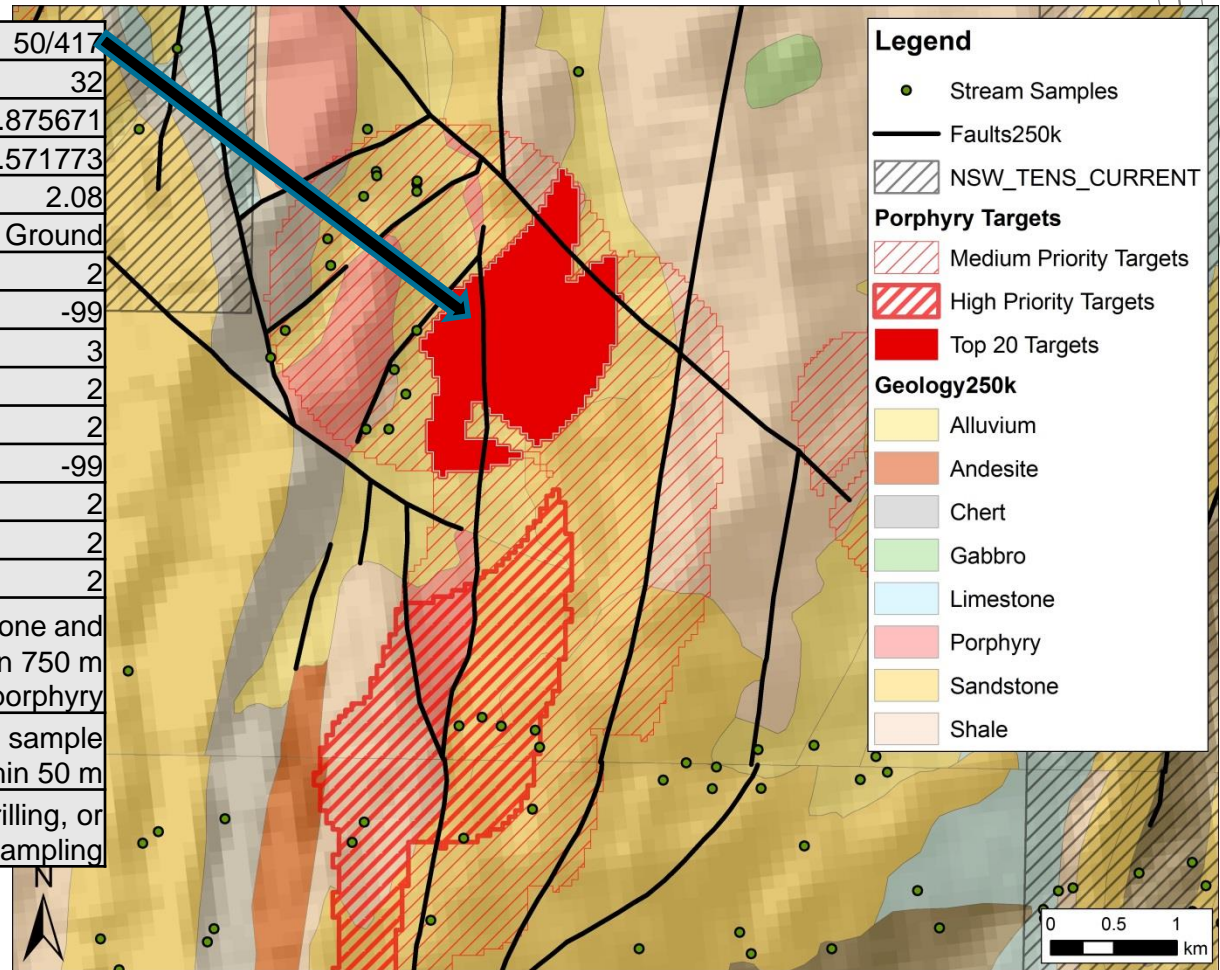 50/417
32
.875671
.571773
2.08
Ground
2
-99
3
2
2
-99
2
2
2
one and
n 750 m
porphyry
sample
50 m
or
ampling
Legend
Stream Samples
Faults250k
NSW_TENS_CURRENT
Porphyry Targets
Medium Priority Targets
High Priority Targets
Top 20 Targets
Geology250k
Alluvium
Andesite
Chert
Gabbro
Limestone
Porphyry
Sandstone
Shale
N
0 0.5 1
km